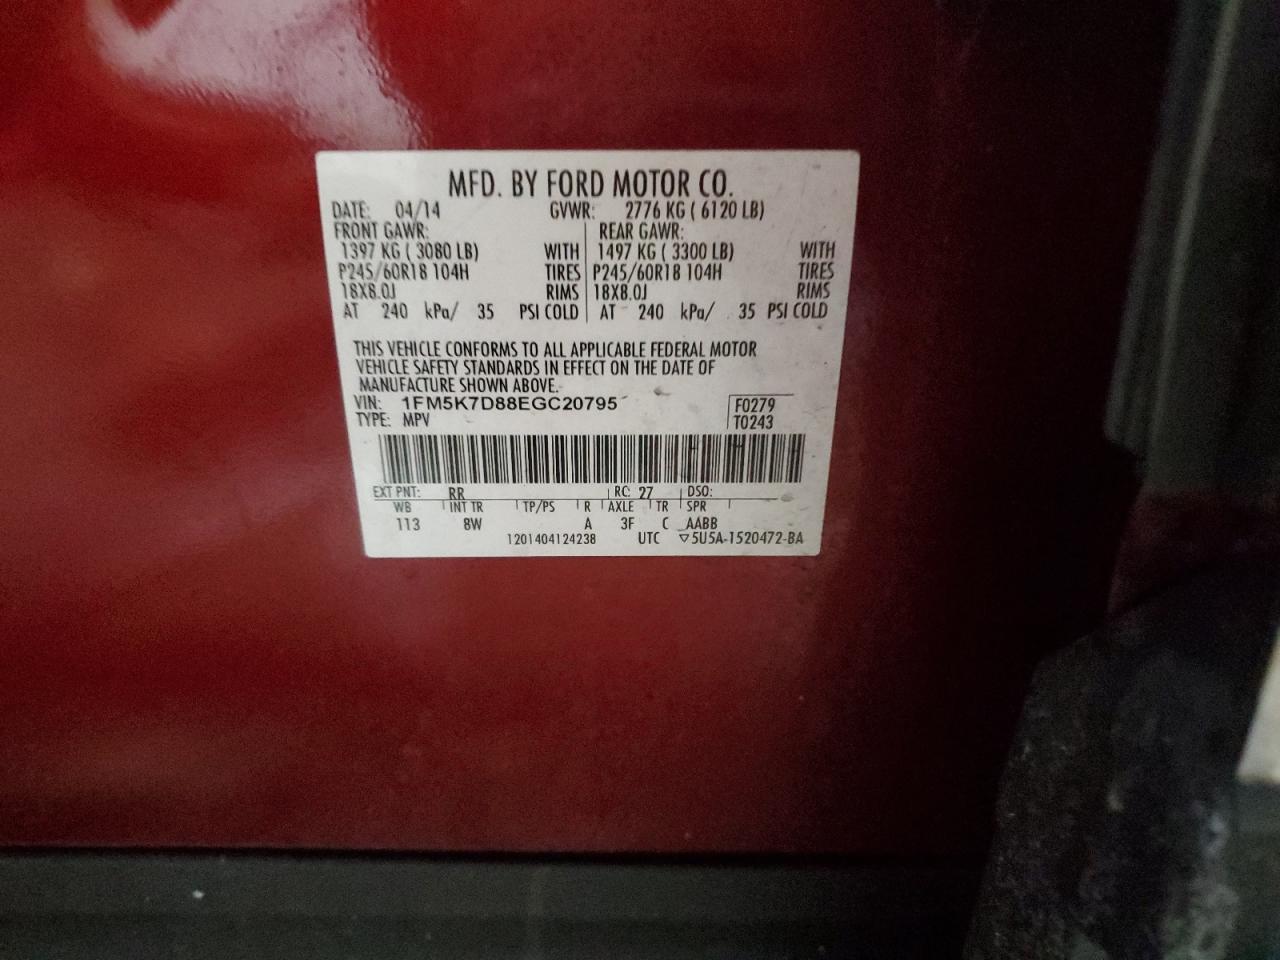 MFD. BY FORD MOTOR CO.
DATE: 04/14 GVWR: 2776 KG ( 6120 LB)
FRONT GAWR: REAR GAWR:
1397 KG ( 3080 LB) WITH 1497 KG ( 3300 LB) WITH
P245/60R18 104H TIRES P245/60R18 104H TIRES
18X8.0J RIMS 18X8.0J RIMS
AT 240 kPa/ 35 PSI COLD AT 240 kPa/ 35 PSI COLD
THIS VEHICLE CONFORMS TO ALL APPLICABLE FEDERAL MOTOR
VEHICLE SAFETY STANDARDS IN EFFECT ON THE DATE OF
MANUFACTURE SHOWN ABOVE.
VIN: 1FM5K7D88EGC20795 F0279
TYPE: MPV T0243
EXT PNT: RR RC: 27 DSO:
WB INT TR TP/PS R AXLE TR SPR
113 8W A 3F C AABB
1201404124238 UTC ▽5U5A-1520472-BA